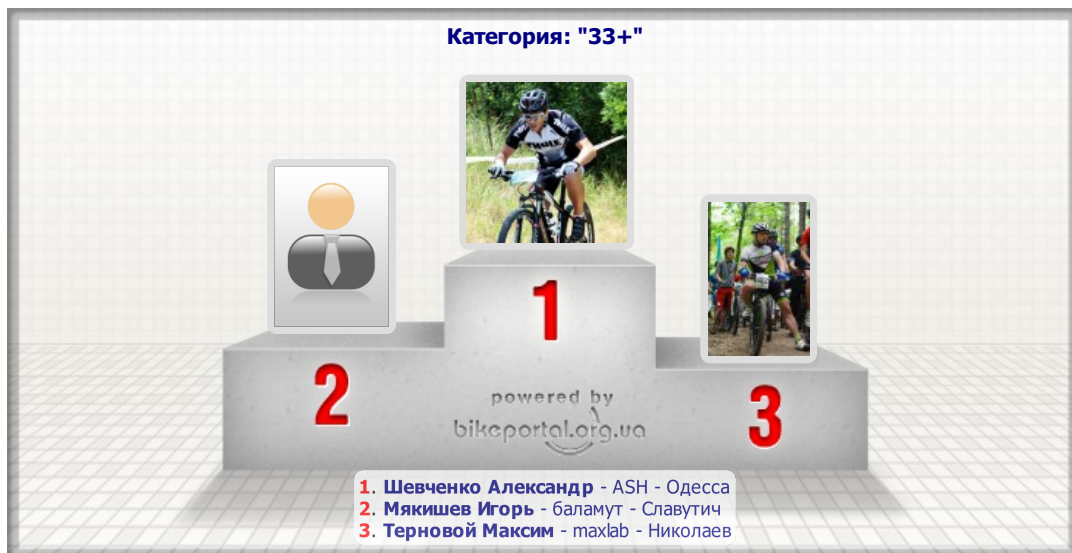 Категория: "33+"
1
2
3
powered by
bikeportal.org.ua
THULE
1. Шевченко Александр - ASH - Одесса
2. Мякишев Игорь - баламут - Славутич
3. Терновой Максим - maxlab - Николаев